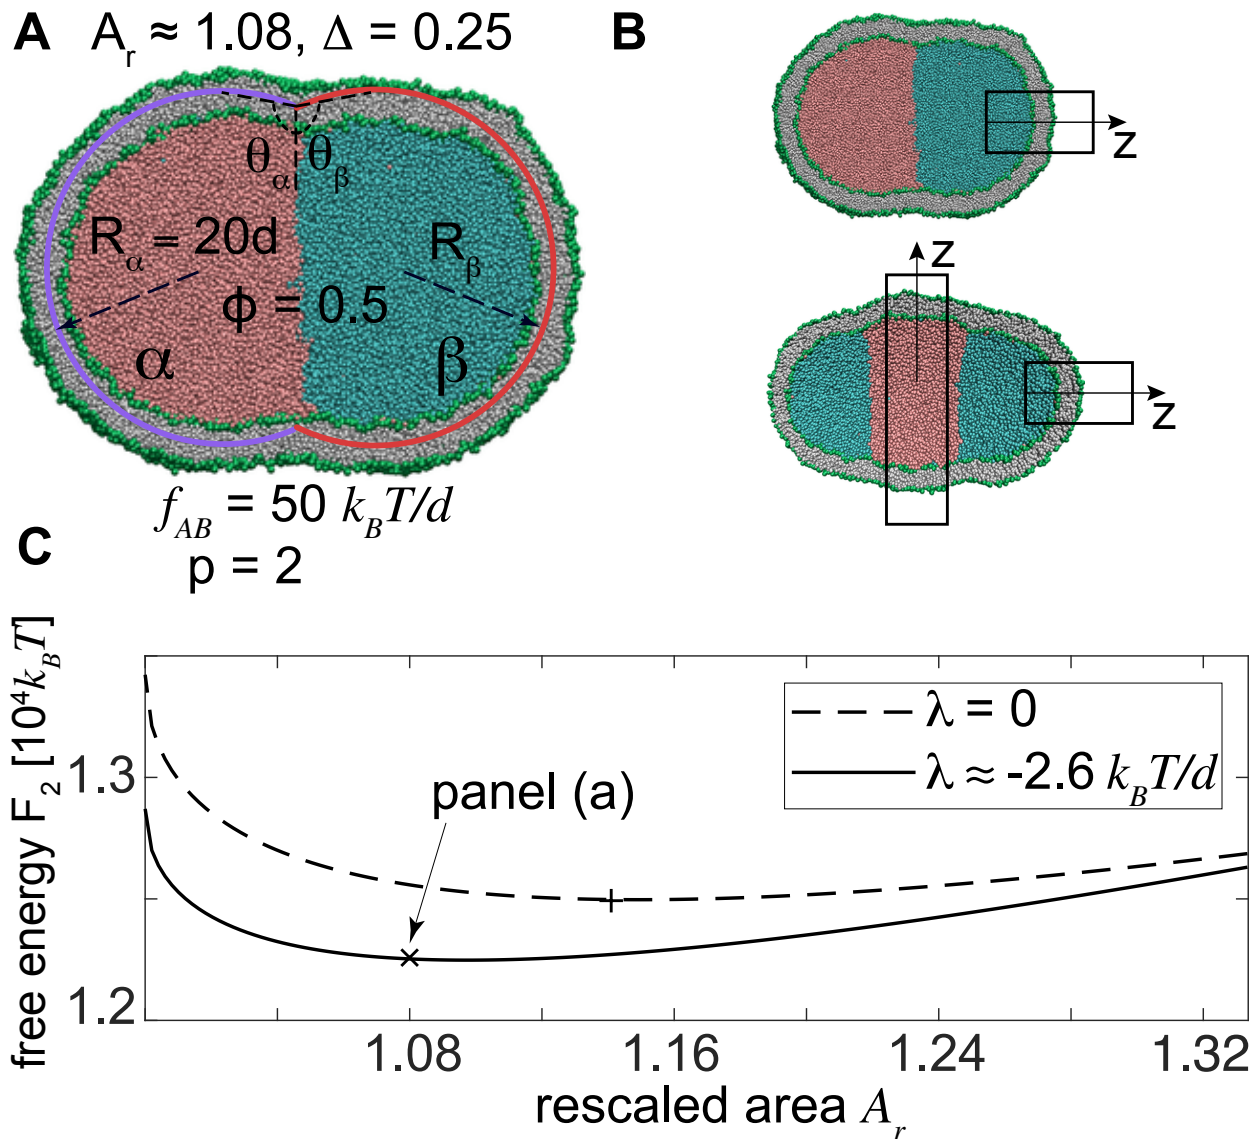 A A_r ≈ 1.08, Δ = 0.25
θ_α θ_β
R_α = 20d R_β
ϕ = 0.5
α β
f_AB = 50 k_BT/d
p = 2
B
z
z
z
C
free energy F_2 [10^4k_BT]
1.3
1.2
panel (a)
λ = 0
λ ≈ -2.6 k_BT/d
1.08 1.16 1.24 1.32
rescaled area A_r